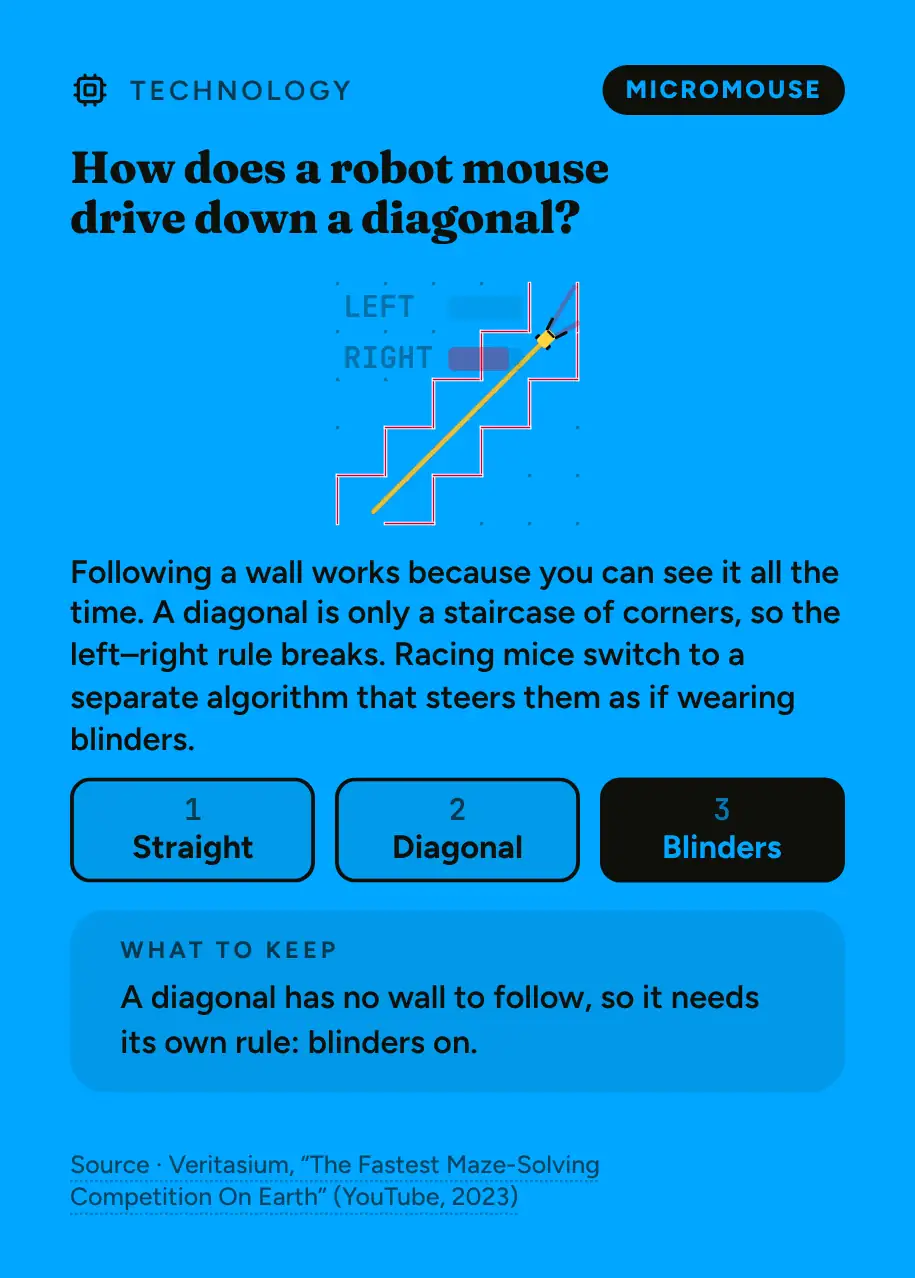 TECHNOLOGY
MICROMOUSE
How does a robot mouse
drive down a diagonal?
LEFT
RIGHT
Following a wall works because you can see it all the
time. A diagonal is only a staircase of corners, so the
left–right rule breaks. Racing mice switch to a
separate algorithm that steers them as if wearing
blinders.
1
Straight
2
Diagonal
3
Blinders
WHAT TO KEEP
A diagonal has no wall to follow, so it needs
its own rule: blinders on.
Source · Veritasium, “The Fastest Maze-Solving
Competition On Earth” (YouTube, 2023)